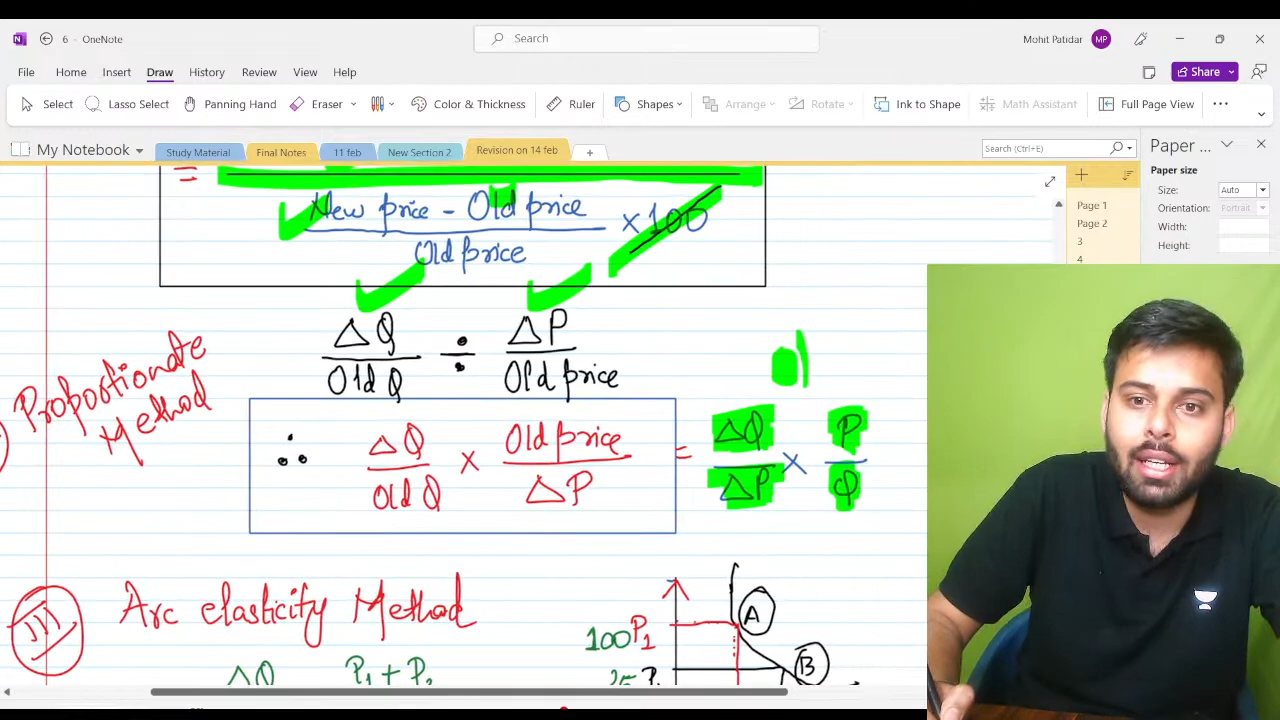 6 - OneNote
Search
Mohit Patidar MP
File Home Insert Draw History Review View Help
Share
Select Lasso Select Panning Hand Eraser Color & Thickness Ruler Shapes Arrange Rotate Ink to Shape Math Assistant Full Page View ...
My Notebook
Study Material Final Notes 11 feb New Section 2 Revision on 14 feb +
Search (Ctrl+E)
Paper
Paper size
Size: Auto
Orientation: Portrait
Width:
Height:
Page 1
Page 2
3
4
=
New price - Old price
× 100
Old price
ΔQ ÷ ΔP
Old Q Old price
Proportionate
Method
∴ ΔQ × Old price = ΔQ × P
Old Q ΔP ΔP Q
III Arc elasticity Method
ΔQ P1 + P2
100 P1
A
B